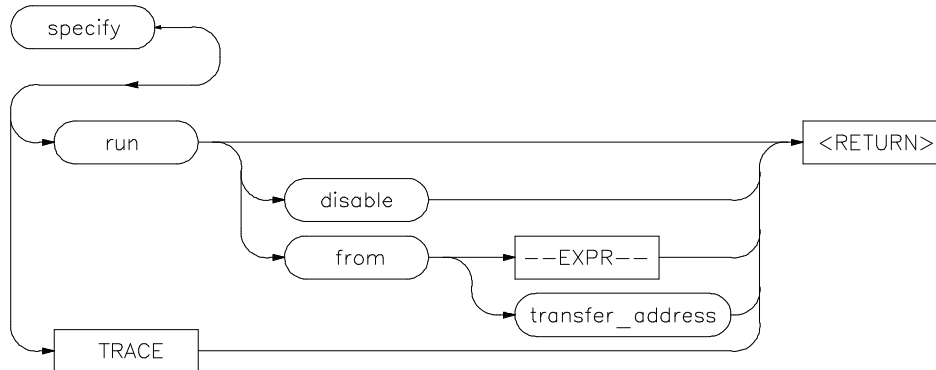 specify
run
<RETURN>
disable
from
--EXPR--
transfer_address
TRACE